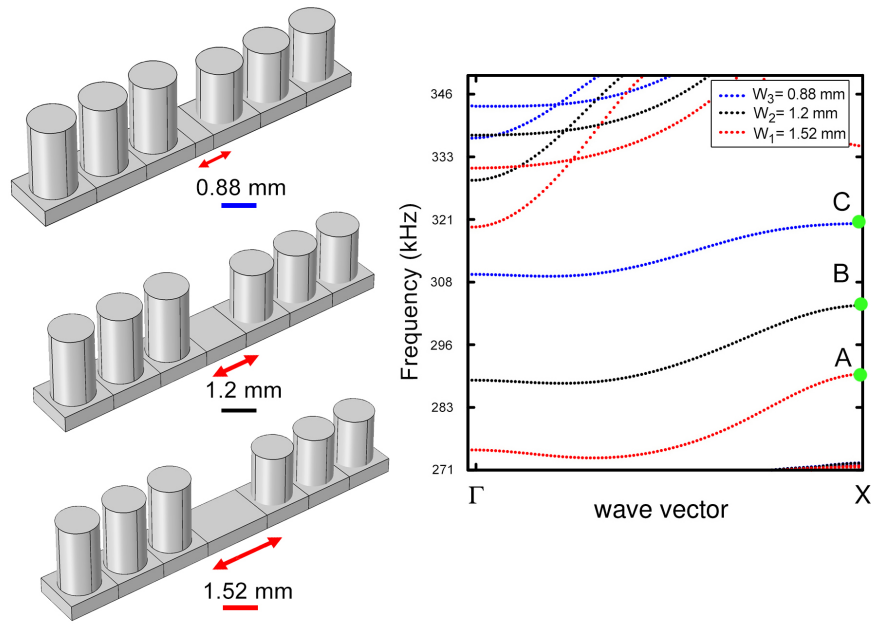 0.88 mm
1.2 mm
1.52 mm
Frequency (kHz)
346
333
321
308
296
283
271
W3= 0.88 mm
W2= 1.2 mm
W1= 1.52 mm
C
B
A
Γ
X
wave vector